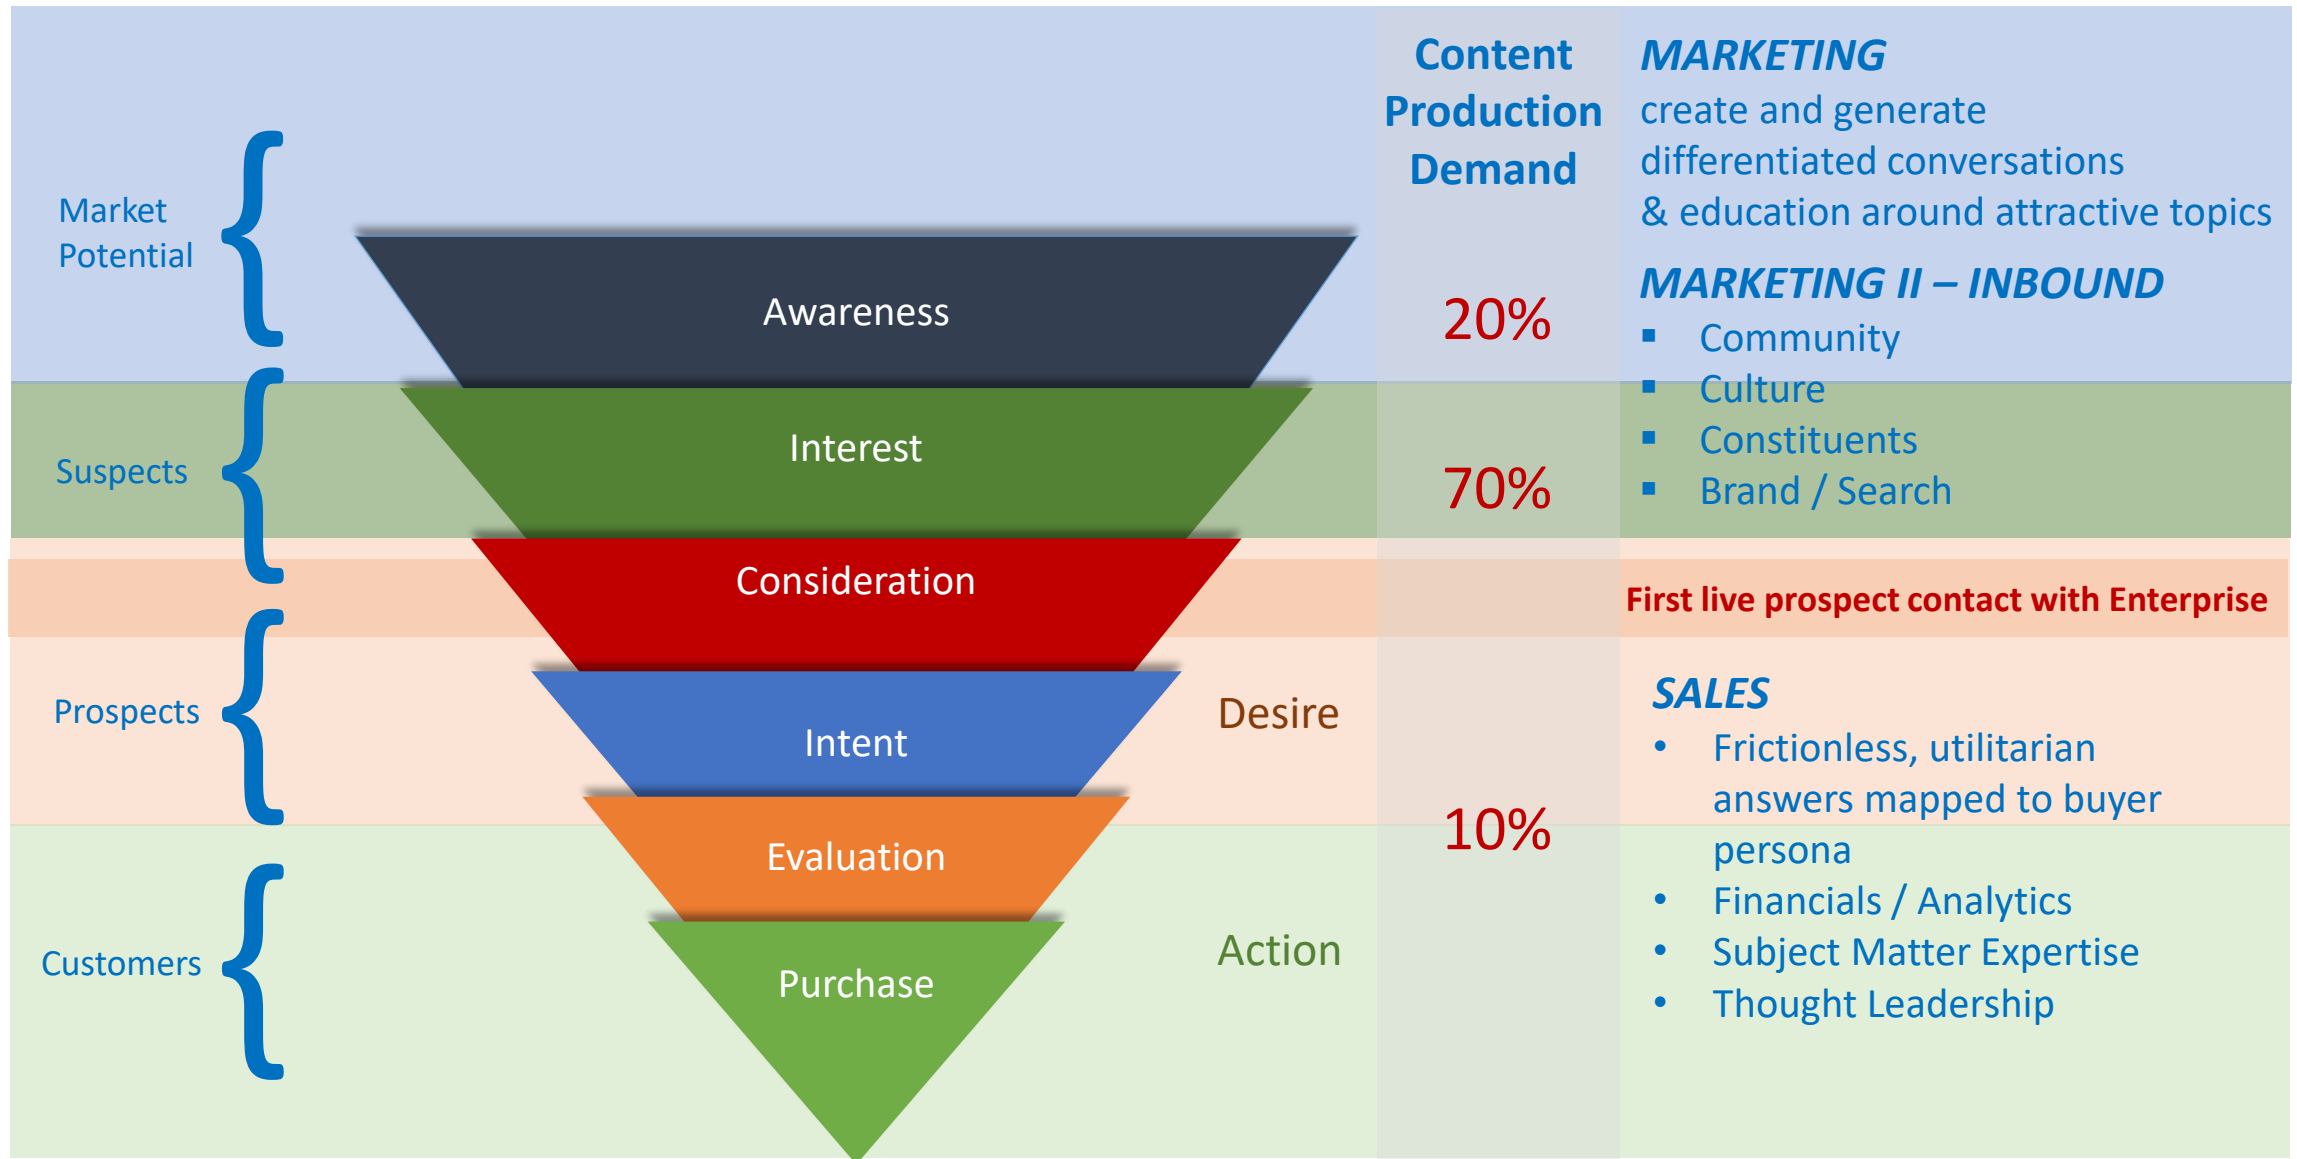 Market
Potential
Suspects
Prospects
Customers
Awareness
Interest
Consideration
Intent
Evaluation
Purchase
Desire
Action
Content
Production
Demand
20%
70%
10%
MARKETING
create and generate
differentiated conversations
& education around attractive topics
MARKETING II – INBOUND
▪ Community
▪ Culture
▪ Constituents
▪ Brand / Search
First live prospect contact with Enterprise
SALES
• Frictionless, utilitarian
answers mapped to buyer
persona
• Financials / Analytics
• Subject Matter Expertise
• Thought Leadership